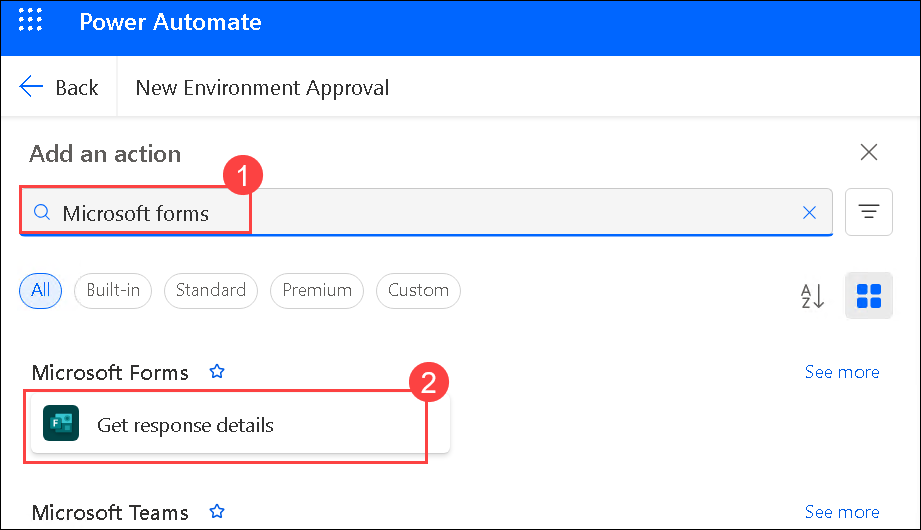 Power Automate
Back
New Environment Approval
Add an action
1
Microsoft forms
All
Built-in
Standard
Premium
Custom
A
Z
Microsoft Forms
See more
2
F
Get response details
Microsoft Teams
See more